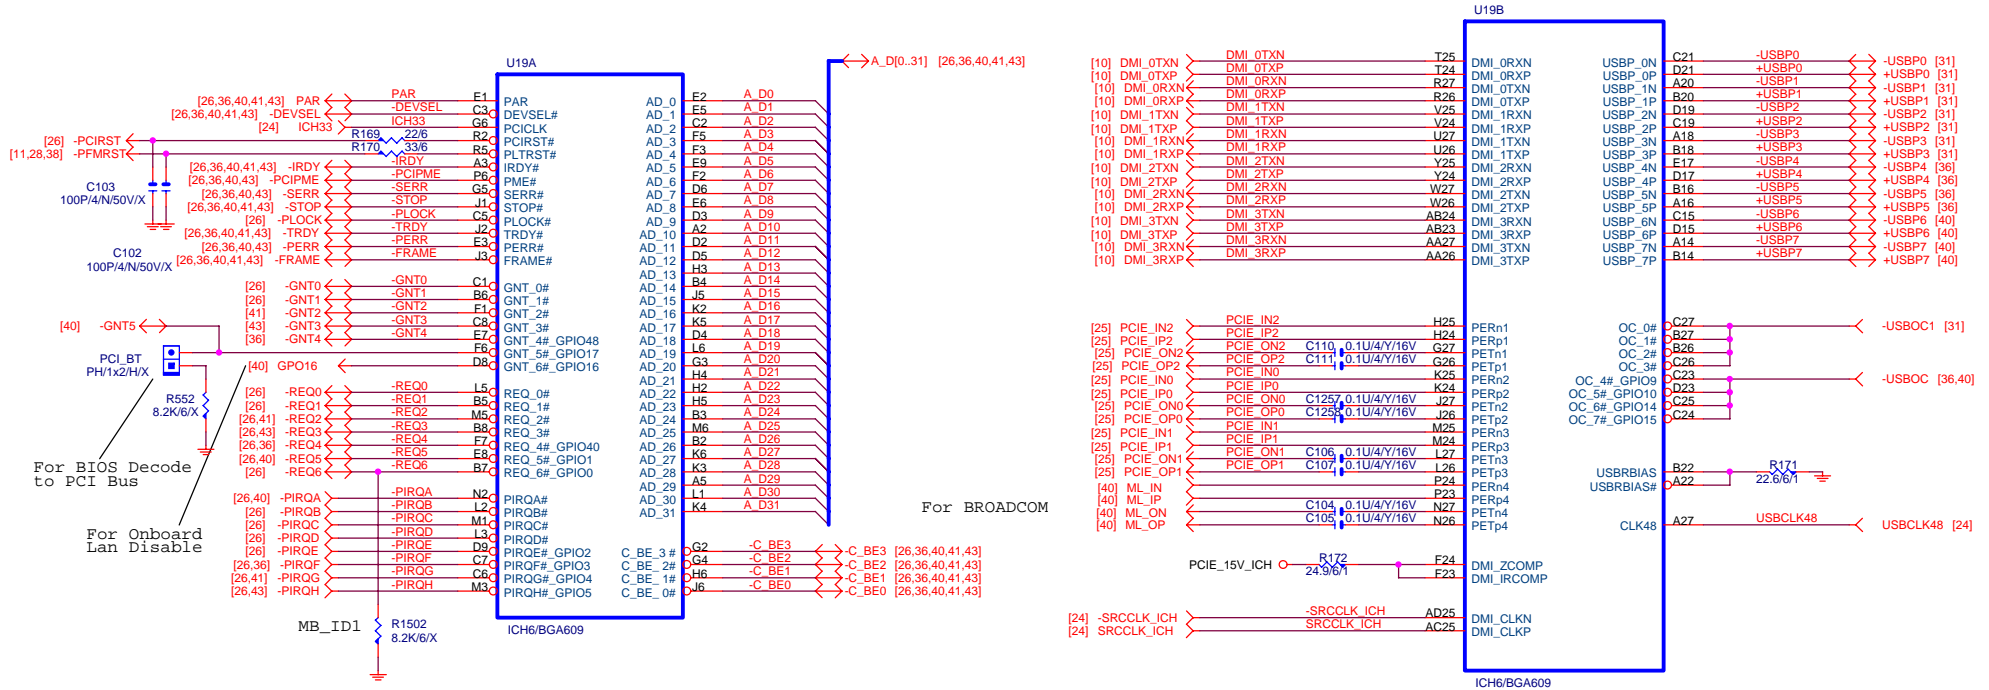 U19A
A_D[0..31] [26,36,40,41,43]
[26,36,40,41,43] PAR PAR E1 PAR AD_0 E2 A_D0
[26,36,40,41,43] -DEVSEL -DEVSEL C3 DEVSEL# AD_1 E5 A_D1
[24] ICH33 ICH33 G6 PCICLK AD_2 C2 A_D2
[26] -PCIRST R169 22/6 R2 PCIRST# AD_3 F5 A_D3
[11,28,38] -PFMRST R170 33/6 R5 PLTRST# AD_4 F3 A_D4
[26,36,40,41,43] -IRDY -IRDY A3 IRDY# AD_5 E9 A_D5
[26,36,40,43] -PCIPME -PCIPME P6 PME# AD_6 F2 A_D6
[26,36,40,43] -SERR -SERR G5 SERR# AD_7 D6 A_D7
[26,36,40,41,43] -STOP -STOP J1 STOP# AD_8 E6 A_D8
[26] -PLOCK -PLOCK C5 PLOCK# AD_9 D3 A_D9
[26,36,40,41,43] -TRDY -TRDY J2 TRDY# AD_10 A2 A_D10
[26,36,40,43] -PERR -PERR E3 PERR# AD_11 D2 A_D11
[26,36,40,41,43] -FRAME -FRAME J3 FRAME# AD_12 D5 A_D12
C103
100P/4/N/50V/X
C102
100P/4/N/50V/X
AD_13 H3 A_D13
[26] -GNT0 -GNT0 C1 GNT_0# AD_14 B4 A_D14
[26] -GNT1 -GNT1 B6 GNT_1# AD_15 J5 A_D15
[41] -GNT2 -GNT2 F1 GNT_2# AD_16 K2 A_D16
[43] -GNT3 -GNT3 C8 GNT_3# AD_17 K5 A_D17
[36] -GNT4 -GNT4 E7 GNT_4#_GPIO48 AD_18 D4 A_D18
[40] -GNT5 F6 GNT_5#_GPIO17 AD_19 L6 A_D19
[40] GPO16 D8 GNT_6#_GPIO16 AD_20 G3 A_D20
PCI_BT
PH/1x2/H/X
AD_21 H4 A_D21
[26] -REQ0 -REQ0 L5 REQ_0# AD_22 H2 A_D22
[26] -REQ1 -REQ1 B5 REQ_1# AD_23 H5 A_D23
[26,41] -REQ2 -REQ2 M5 REQ_2# AD_24 B3 A_D24
[26,43] -REQ3 -REQ3 B8 REQ_3# AD_25 M6 A_D25
[26,36] -REQ4 -REQ4 F7 REQ_4#_GPIO40 AD_26 B2 A_D26
[26,40] -REQ5 -REQ5 E8 REQ_5#_GPIO1 AD_27 K6 A_D27
[26] -REQ6 -REQ6 B7 REQ_6#_GPIO0 AD_28 K3 A_D28
R552
8.2K/6/X
For BIOS Decode
to PCI Bus
AD_29 A5 A_D29
[26,40] -PIRQA -PIRQA N2 PIRQA# AD_30 L1 A_D30
[26] -PIRQB -PIRQB L2 PIRQB# AD_31 K4 A_D31
[26] -PIRQC -PIRQC M1 PIRQC#
[26] -PIRQD -PIRQD L3 PIRQD#
[26] -PIRQE -PIRQE D9 PIRQE#_GPIO2 C_BE_3 # G2 -C_BE3 -C_BE3 [26,36,40,41,43]
[26,36] -PIRQF -PIRQF C7 PIRQF#_GPIO3 C_BE_ 2# G4 -C_BE2 -C_BE2 [26,36,40,41,43]
[26,41] -PIRQG -PIRQG C6 PIRQG#_GPIO4 C_BE_ 1# H6 -C_BE1 -C_BE1 [26,36,40,41,43]
[26,43] -PIRQH -PIRQH M3 PIRQH#_GPIO5 C_BE_ 0# J6 -C_BE0 -C_BE0 [26,36,40,41,43]
For Onboard
Lan Disable
MB_ID1
R1502
8.2K/6/X
ICH6/BGA609
U19B
[10] DMI_0TXN DMI_0TXN T25 DMI_0RXN USBP_0N C21 -USBP0 -USBP0 [31]
[10] DMI_0TXP DMI_0TXP T24 DMI_0RXP USBP_0P D21 +USBP0 +USBP0 [31]
[10] DMI_0RXN DMI_0RXN R27 DMI_0TXN USBP_1N A20 -USBP1 -USBP1 [31]
[10] DMI_0RXP DMI_0RXP R26 DMI_0TXP USBP_1P B20 +USBP1 +USBP1 [31]
[10] DMI_1TXN DMI_1TXN V25 DMI_1RXN USBP_2N D19 -USBP2 -USBP2 [31]
[10] DMI_1TXP DMI_1TXP V24 DMI_1RXP USBP_2P C19 +USBP2 +USBP2 [31]
[10] DMI_1RXN DMI_1RXN U27 DMI_1TXN USBP_3N A18 -USBP3 -USBP3 [31]
[10] DMI_1RXP DMI_1RXP U26 DMI_1TXP USBP_3P B18 +USBP3 +USBP3 [31]
[10] DMI_2TXN DMI_2TXN Y25 DMI_2RXN USBP_4N E17 -USBP4 -USBP4 [36]
[10] DMI_2TXP DMI_2TXP Y24 DMI_2RXP USBP_4P D17 +USBP4 +USBP4 [36]
[10] DMI_2RXN DMI_2RXN W27 DMI_2TXN USBP_5N B16 -USBP5 -USBP5 [36]
[10] DMI_2RXP DMI_2RXP W26 DMI_2TXP USBP_5P A16 +USBP5 +USBP5 [36]
[10] DMI_3TXN DMI_3TXN AB24 DMI_3RXN USBP_6N C15 -USBP6 -USBP6 [40]
[10] DMI_3TXP DMI_3TXP AB23 DMI_3RXP USBP_6P D15 +USBP6 +USBP6 [40]
[10] DMI_3RXN DMI_3RXN AA27 DMI_3TXN USBP_7N A14 -USBP7 -USBP7 [40]
[10] DMI_3RXP DMI_3RXP AA26 DMI_3TXP USBP_7P B14 +USBP7 +USBP7 [40]
[25] PCIE_IN2 PCIE_IN2 H25 PERn1 OC_0# C27 -USBOC1 [31]
[25] PCIE_IP2 PCIE_IP2 H24 PERp1 OC_1# B27
[25] PCIE_ON2 PCIE_ON2 C110 0.1U/4/Y/16V G27 PETn1 OC_2# B26
[25] PCIE_OP2 PCIE_OP2 C111 0.1U/4/Y/16V G26 PETp1 OC_3# C26
[25] PCIE_IN0 PCIE_IN0 K25 PERn2 OC_4#_GPIO9 C23 -USBOC [36,40]
[25] PCIE_IP0 PCIE_IP0 K24 PERp2 OC_5#_GPIO10 D23
[25] PCIE_ON0 PCIE_ON0 C1257 0.1U/4/Y/16V J27 PETn2 OC_6#_GPIO14 C25
[25] PCIE_OP0 PCIE_OP0 C1258 0.1U/4/Y/16V J26 PETp2 OC_7#_GPIO15 C24
[25] PCIE_IN1 PCIE_IN1 M25 PERn3
[25] PCIE_IP1 PCIE_IP1 M24 PERp3
[25] PCIE_ON1 PCIE_ON1 C106 0.1U/4/Y/16V L27 PETn3
[25] PCIE_OP1 PCIE_OP1 C107 0.1U/4/Y/16V L26 PETp3 USBRBIAS B22 R171
[40] ML_IN P24 PERn4 USBRBIAS# A22 22.6/6/1
[40] ML_IP P23 PERp4
For BROADCOM
[40] ML_ON C104 0.1U/4/Y/16V N27 PETn4
[40] ML_OP C105 0.1U/4/Y/16V N26 PETp4 CLK48 A27 USBCLK48 USBCLK48 [24]
PCIE_15V_ICH R172 F24 DMI_ZCOMP
24.9/6/1 F23 DMI_IRCOMP
[24] -SRCCLK_ICH -SRCCLK_ICH AD25 DMI_CLKN
[24] SRCCLK_ICH SRCCLK_ICH AC25 DMI_CLKP
ICH6/BGA609